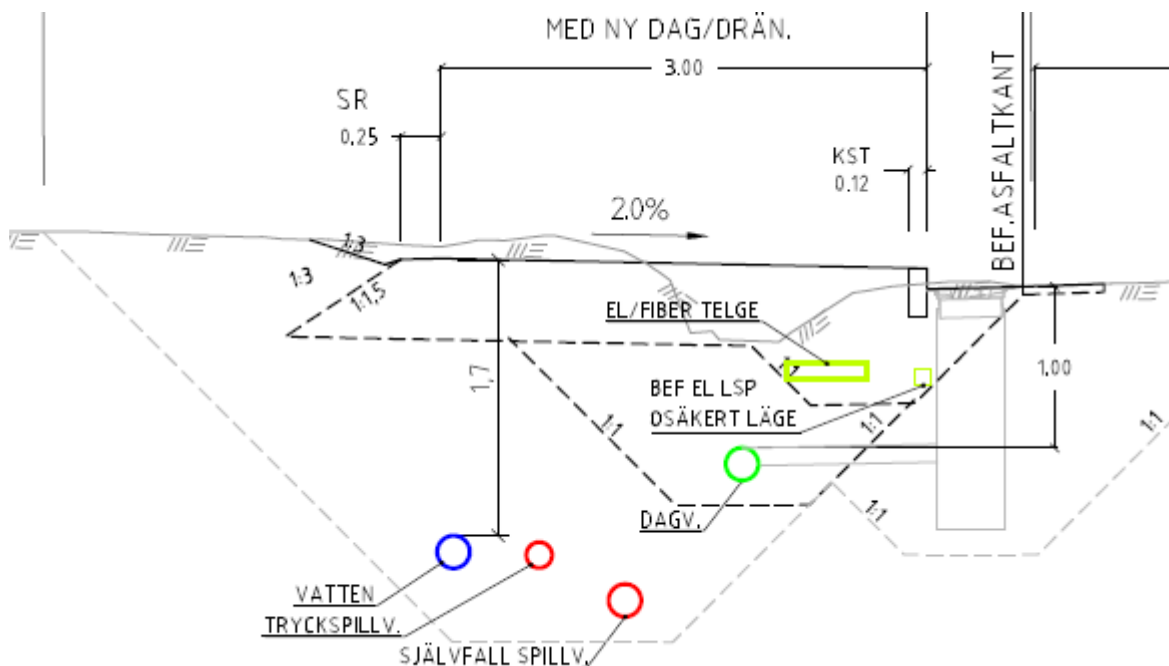 MED NY DAG/DRÄN.
3.00
SR
0.25
KST
0.12
BEF.ASFALTKANT
2.0%
1:3
1:3
1:1,5
EL/FIBER TELGE
1:1
1,7
1.00
BEF EL LSP
OSÄKERT LÄGE
1:1
1:1
1:1
1:1
DAGV.
VATTEN
TRYCKSPILLV.
SJÄLVFALL SPILLV.